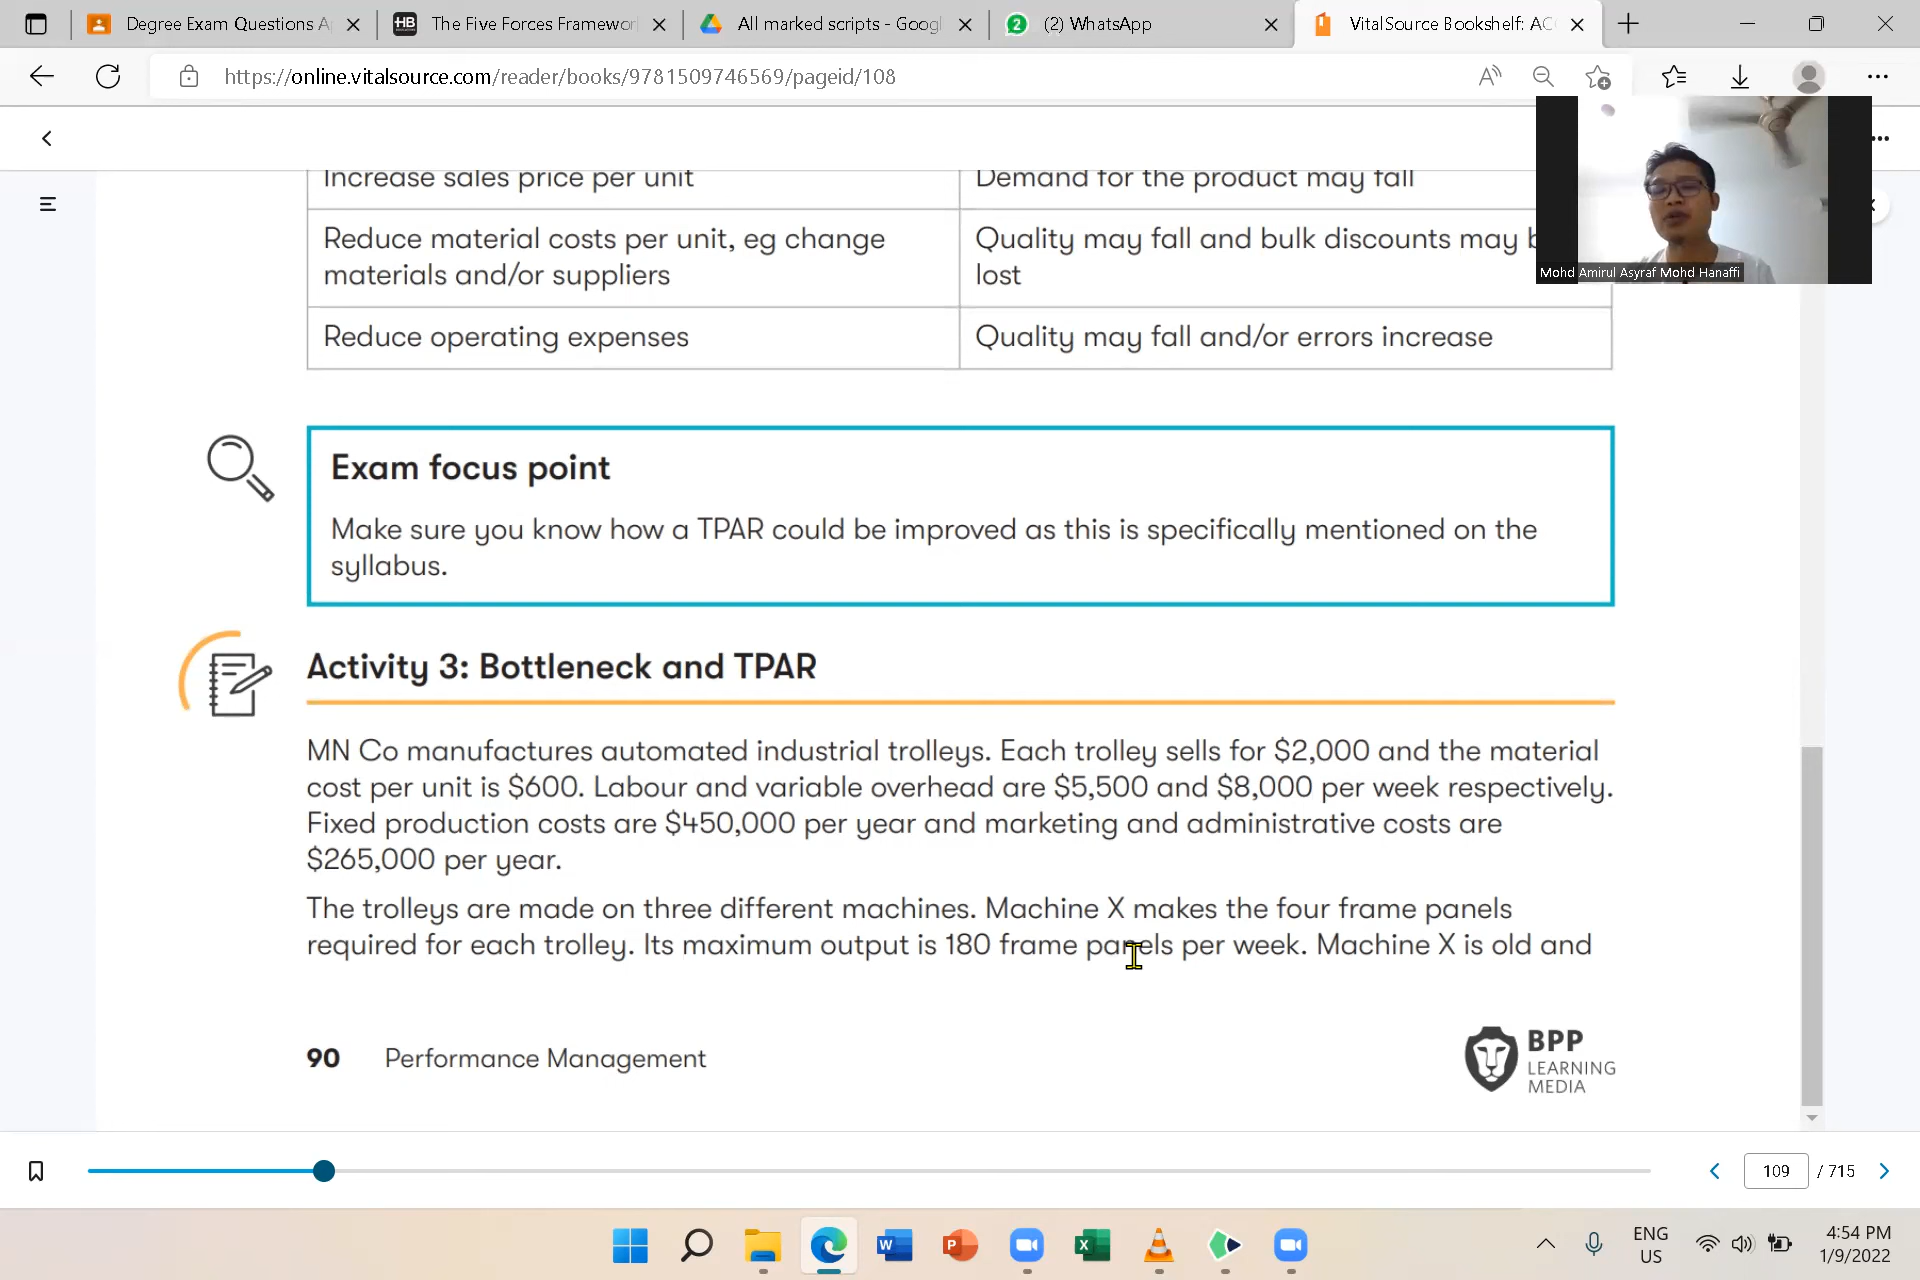 Degree Exam Questions A
The Five Forces Framewor
All marked scripts - Googl
(2) WhatsApp
VitalSource Bookshelf: AC
https://online.vitalsource.com/reader/books/9781509746569/pageid/108
Increase sales price per unit
Demand for the product may fall
Reduce material costs per unit, eg change
materials and/or suppliers
Quality may fall and bulk discounts may b
lost
Reduce operating expenses
Quality may fall and/or errors increase
Mohd Amirul Asyraf Mohd Hanaffi
Exam focus point
Make sure you know how a TPAR could be improved as this is specifically mentioned on the
syllabus.
Activity 3: Bottleneck and TPAR
MN Co manufactures automated industrial trolleys. Each trolley sells for $2,000 and the material
cost per unit is $600. Labour and variable overhead are $5,500 and $8,000 per week respectively.
Fixed production costs are $450,000 per year and marketing and administrative costs are
$265,000 per year.
The trolleys are made on three different machines. Machine X makes the four frame panels
required for each trolley. Its maximum output is 180 frame panels per week. Machine X is old and
90 Performance Management
BPP
LEARNING
MEDIA
109 / 715
ENG
US
4:54 PM
1/9/2022